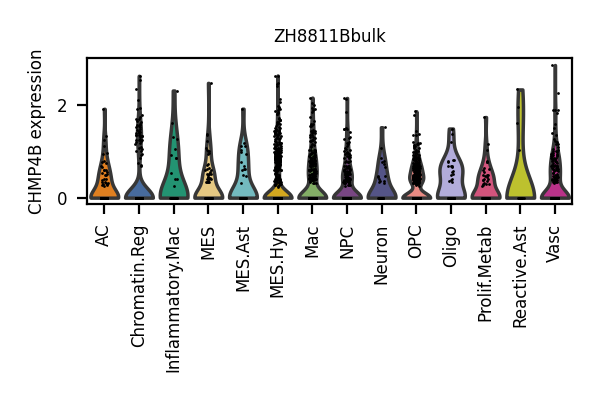 ZH8811Bbulk
CHMP4B expression
2
0
AC
Chromatin.Reg
Inflammatory.Mac
MES
MES.Ast
MES.Hyp
Mac
NPC
Neuron
OPC
Oligo
Prolif.Metab
Reactive.Ast
Vasc